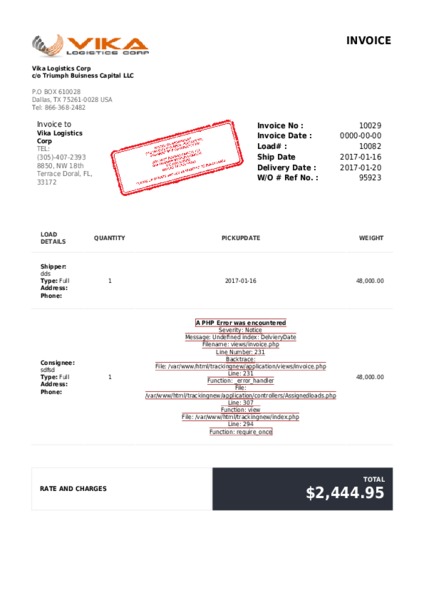 VIKA
LOGISTICS CORP
INVOICE
Vika Logistics Corp
c/o Triumph Buisness Capital LLC
P.O BOX 610028
Dallas, TX 75261-0028 USA
Tel: 866-368-2482
Invoice to
Vika Logistics
Corp
TEL:
(305)-407-2393
8850, NW 18th
Terrace Doral, FL,
33172
Invoice No : 10029
Invoice Date : 0000-00-00
Load# : 10082
Ship Date 2017-01-16
Delivery Date : 2017-01-20
W/O # Ref No. : 95923
LOAD DETAILS QUANTITY PICKUPDATE WEIGHT
Shipper:
dds
Type: Full
Address:
Phone:
1 2017-01-16 48,000.00
Consignee:
sdftd
Type: Full
Address:
Phone:
1
A PHP Error was encountered
Severity: Notice
Message: Undefined index: DelvieryDate
Filename: views/invoice.php
Line Number: 231
Backtrace:
File: /var/www/html/trackingnew/application/views/invoice.php
Line: 231
Function: _error_handler
File:
/var/www/html/trackingnew/application/controllers/Assignedloads.php
Line: 307
Function: view
File: /var/www/html/trackingnew/index.php
Line: 294
Function: require_once
48,000.00
RATE AND CHARGES
TOTAL
$2,444.95